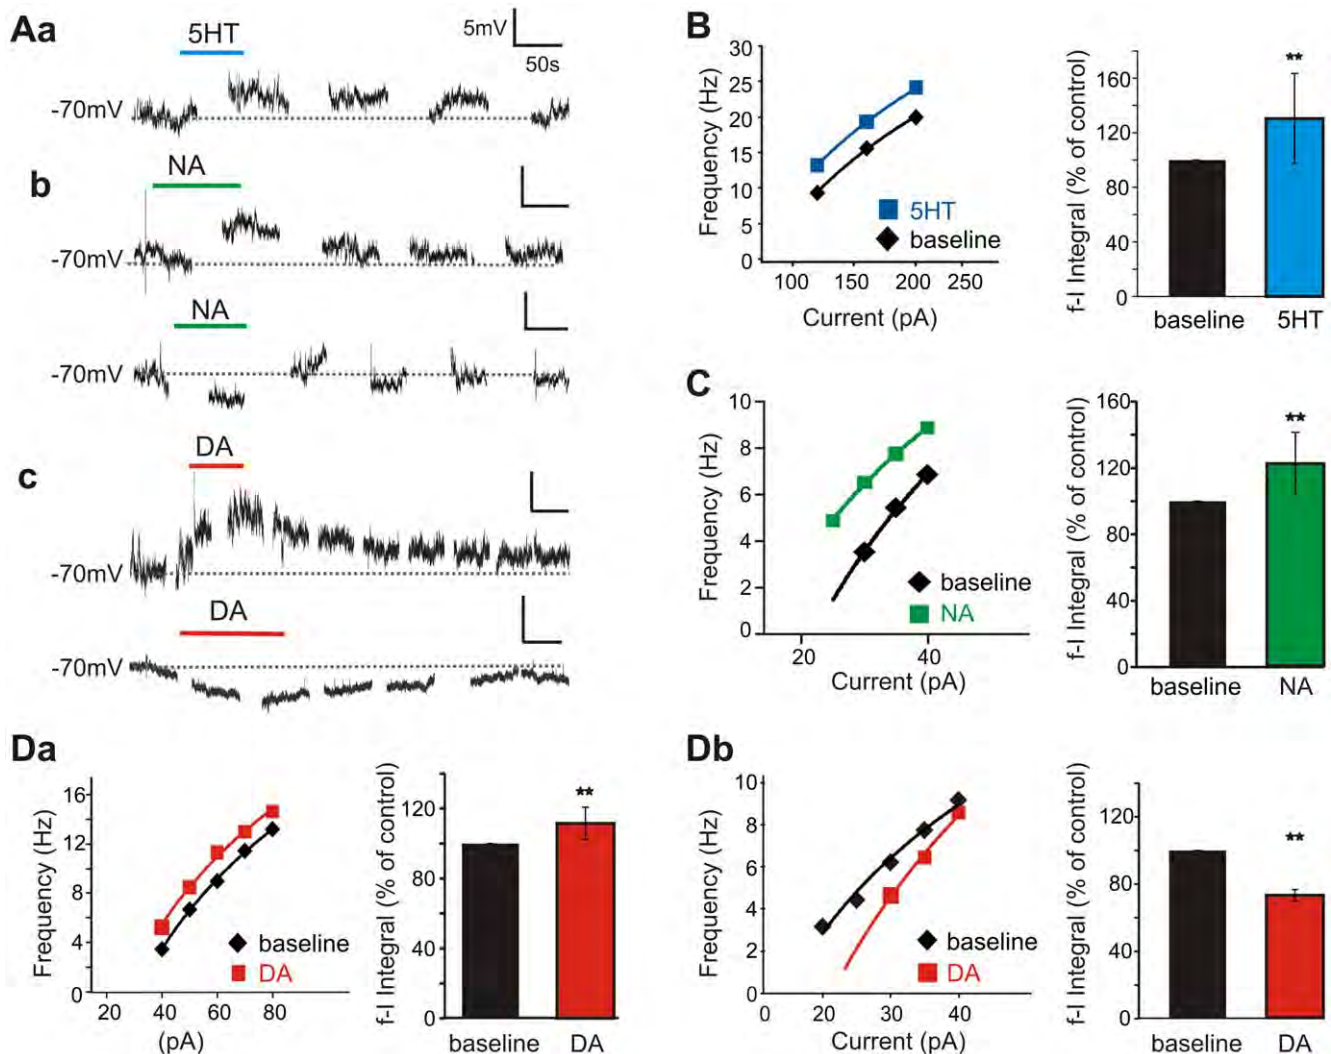 Aa
5HT
5mV
50s
-70mV
b
NA
-70mV
NA
-70mV
c
DA
-70mV
DA
-70mV
B
Frequency (Hz)
30
25
20
15
10
5
0
5HT
baseline
100 150 200 250
Current (pA)
f-I Integral (% of control)
160
120
80
40
0
**
baseline 5HT
C
Frequency (Hz)
10
8
6
4
2
0
baseline
NA
20 40
Current (pA)
f-I Integral (% of control)
160
120
80
40
0
**
baseline NA
Da
Frequency (Hz)
16
12
8
4
0
baseline
DA
20 40 60 80
(pA)
f-I Integral (% of control)
120
80
40
0
**
baseline DA
Db
Frequency (Hz)
10
8
6
4
2
0
baseline
DA
0 20 30 40
Current (pA)
f-I Integral (% of control)
120
80
40
0
**
baseline DA